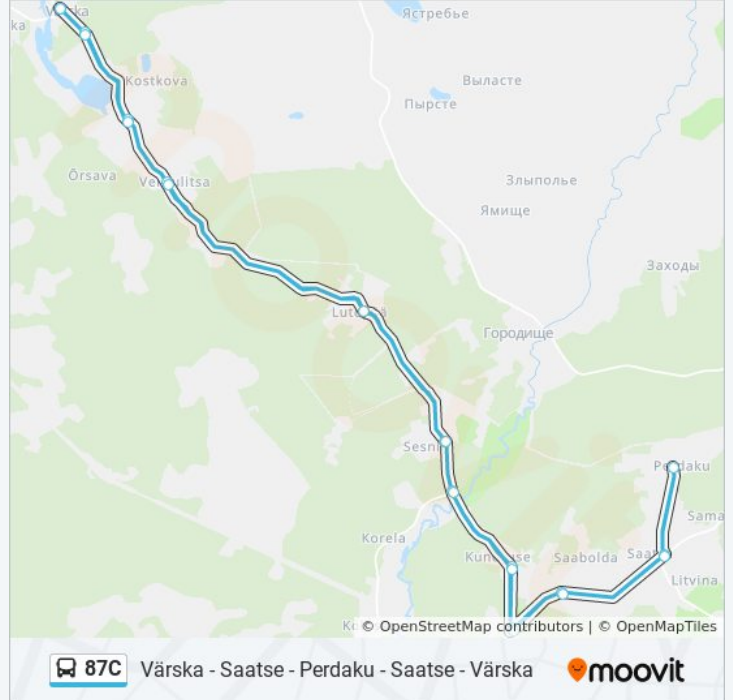 Ястребье
ka
Kostkova
Выласте
Пырсте
Õrsava
Злыполье
Ямище
Заходы
Городище
Perdaku
Sama
Korela
Saabolda
Litvina
© OpenStreetMap contributors | © OpenMapTiles
87C Värska - Saatse - Perdaku - Saatse - Värska moovit